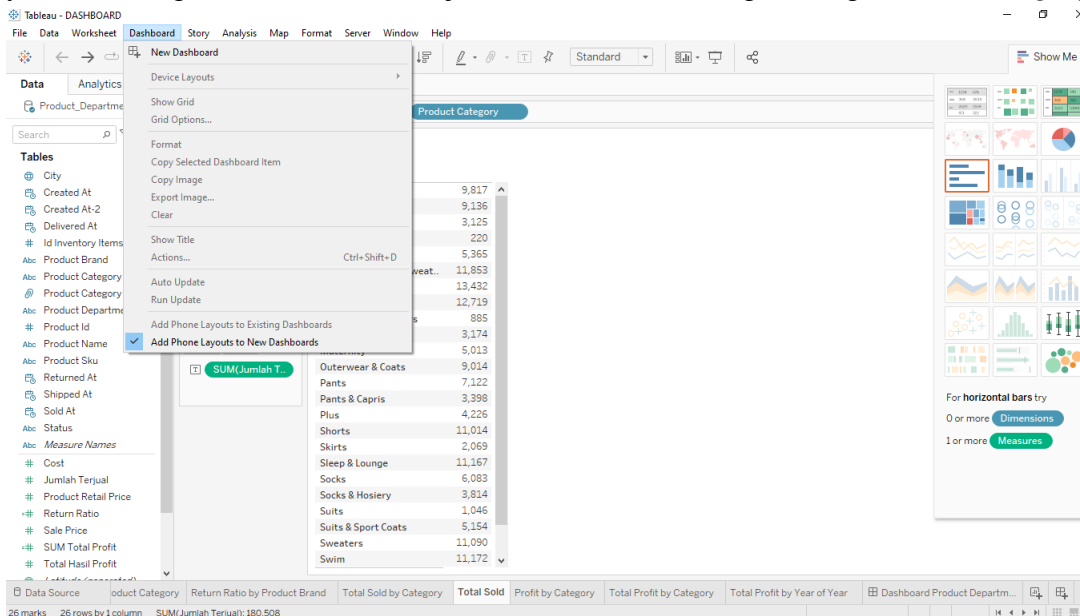 Tableau - DASHBOARD
File Data Worksheet Dashboard Story Analysis Map Format Server Window Help
New Dashboard
Device Layouts
Show Grid
Grid Options...
Format
Copy Selected Dashboard Item
Copy Image
Export Image...
Clear
Show Title
Actions... Ctrl+Shift+D
Auto Update
Run Update
Add Phone Layouts to Existing Dashboards
Add Phone Layouts to New Dashboards
Standard
Show Me
Data Analytics
Product_Departme
Product Category
Search
Tables
City
Created At
Created At-2
Delivered At
Id Inventory Items
Abc Product Brand
Abc Product Category
Product Category
Abc Product Departme
Product Id
Abc Product Name
Abc Product Sku
Returned At
Shipped At
Sold At
Abc Status
Abc Measure Names
Cost
Jumlah Terjual
Product Retail Price
Return Ratio
Sale Price
SUM Total Profit
Total Hasil Profit
SUM(Jumlah T..
9,817
9,136
3,125
220
5,365
weat.. 11,853
13,432
12,719
s 885
3,174
Maternity 5,013
Outerwear & Coats 9,014
Pants 7,122
Pants & Capris 3,398
Plus 4,226
Shorts 11,014
Skirts 2,069
Sleep & Lounge 11,167
Socks 6,083
Socks & Hosiery 3,814
Suits 1,046
Suits & Sport Coats 5,154
Sweaters 11,090
Swim 11,172
For horizontal bars try
0 or more Dimensions
1 or more Measures
Data Source oduct Category Return Ratio by Product Brand Total Sold by Category Total Sold Profit by Category Total Profit by Category Total Profit by Year of Year Dashboard Product Departm...
26 marks 26 rows by 1 column SUM(Jumlah Terjual): 180,508